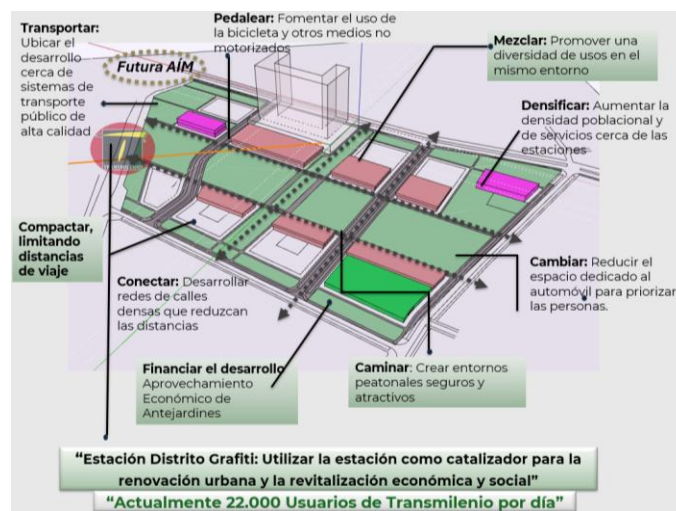 Transportar:
Ubicar el
desarrollo
cerca de
sistemas de
transporte
público de
alta calidad
Pedalear: Fomentar el uso de
la bicicleta y otros medios no
motorizados
Futura AÍM
Mezclar: Promover una
diversidad de usos en el
mismo entorno
Densificar: Aumentar la
densidad poblacional y
de servicios cerca de las
estaciones
Compactar,
limitando
distancias
de viaje
Conectar: Desarrollar
redes de calles
densas que reduzcan
las distancias
Cambiar: Reducir el
espacio dedicado al
automóvil para priorizar
las personas.
Financiar el desarrollo
Aprovechamiento
Económico de
Antejardines
Caminar: Crear entornos
peatonales seguros y
atractivos
“Estación Distrito Grafiti: Utilizar la estación como catalizador para la
renovación urbana y la revitalización económica y social”
“Actualmente 22.000 Usuarios de Transmilenio por día”